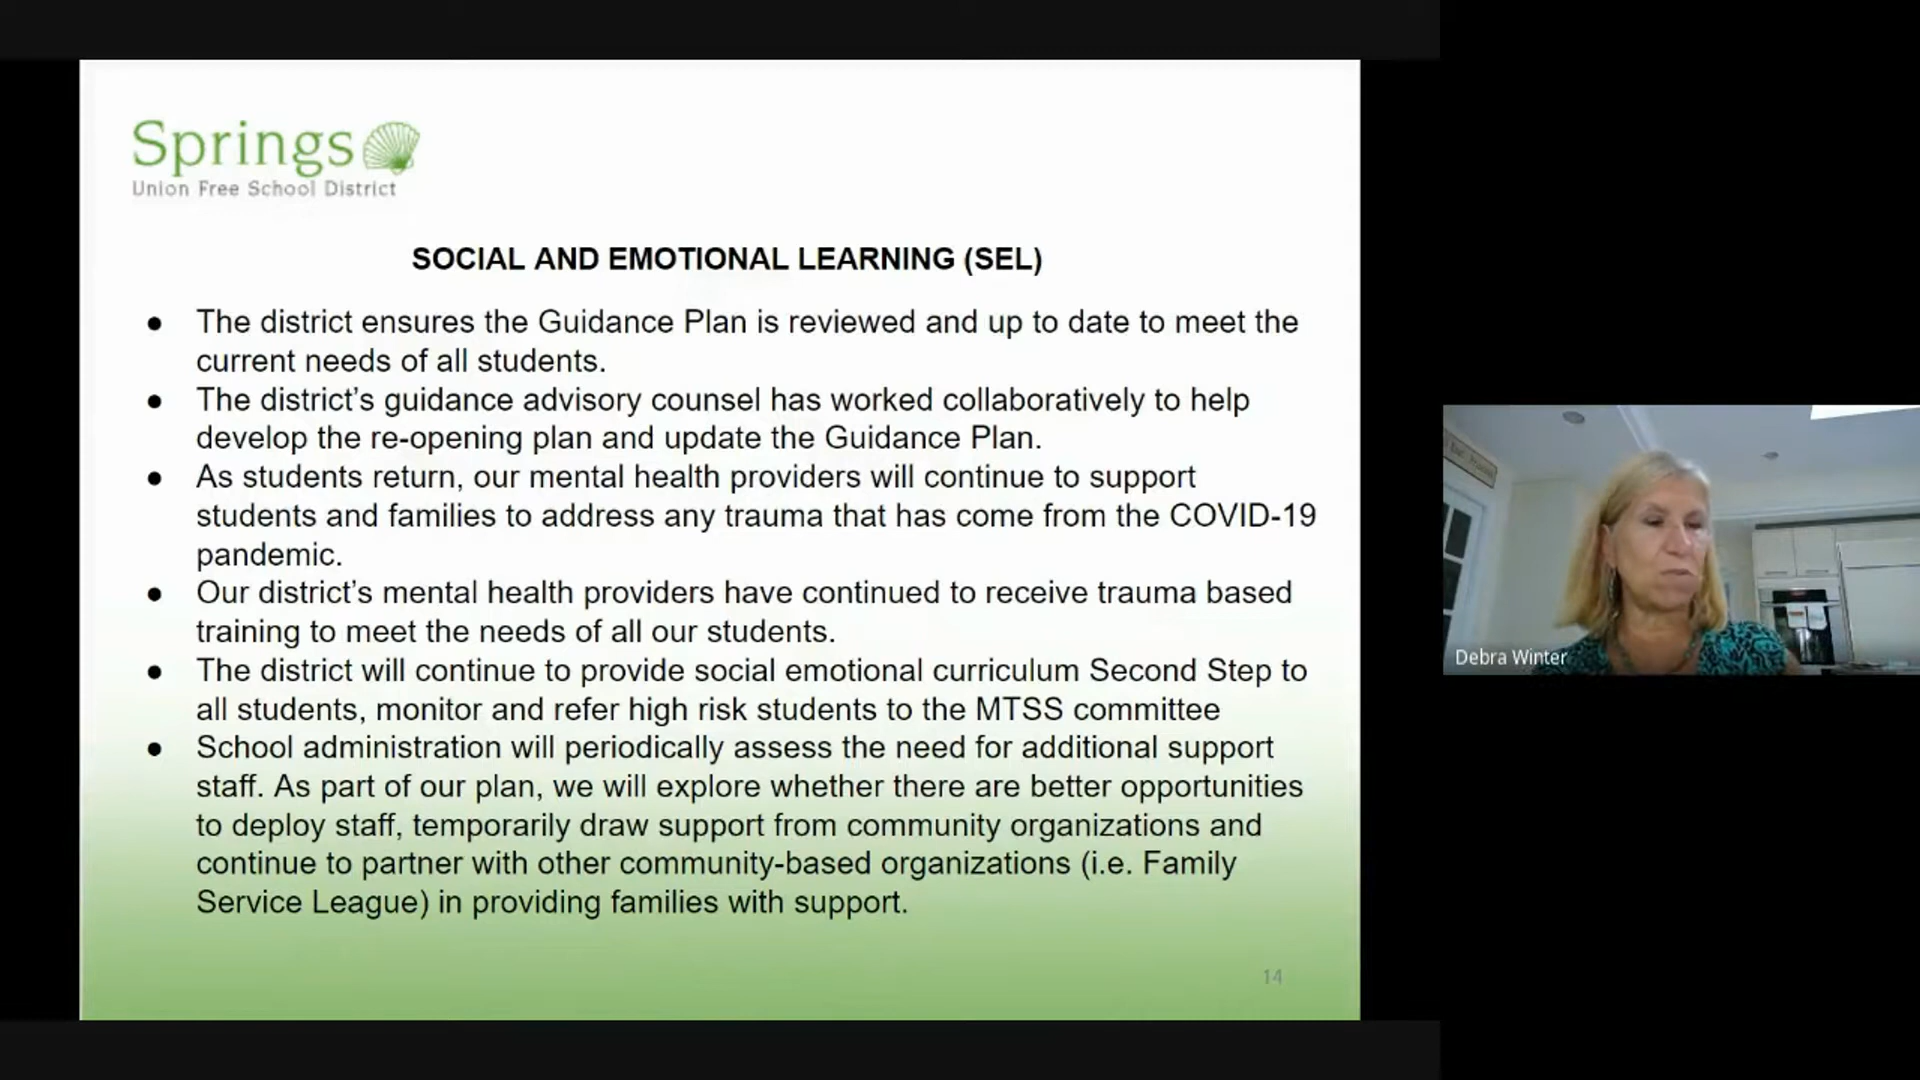 Springs
Union Free School District
SOCIAL AND EMOTIONAL LEARNING (SEL)
● The district ensures the Guidance Plan is reviewed and up to date to meet the
current needs of all students.
● The district’s guidance advisory counsel has worked collaboratively to help
develop the re-opening plan and update the Guidance Plan.
● As students return, our mental health providers will continue to support
students and families to address any trauma that has come from the COVID-19
pandemic.
● Our district’s mental health providers have continued to receive trauma based
training to meet the needs of all our students.
● The district will continue to provide social emotional curriculum Second Step to
all students, monitor and refer high risk students to the MTSS committee
● School administration will periodically assess the need for additional support
staff. As part of our plan, we will explore whether there are better opportunities
to deploy staff, temporarily draw support from community organizations and
continue to partner with other community-based organizations (i.e. Family
Service League) in providing families with support.
14
Debra Winter